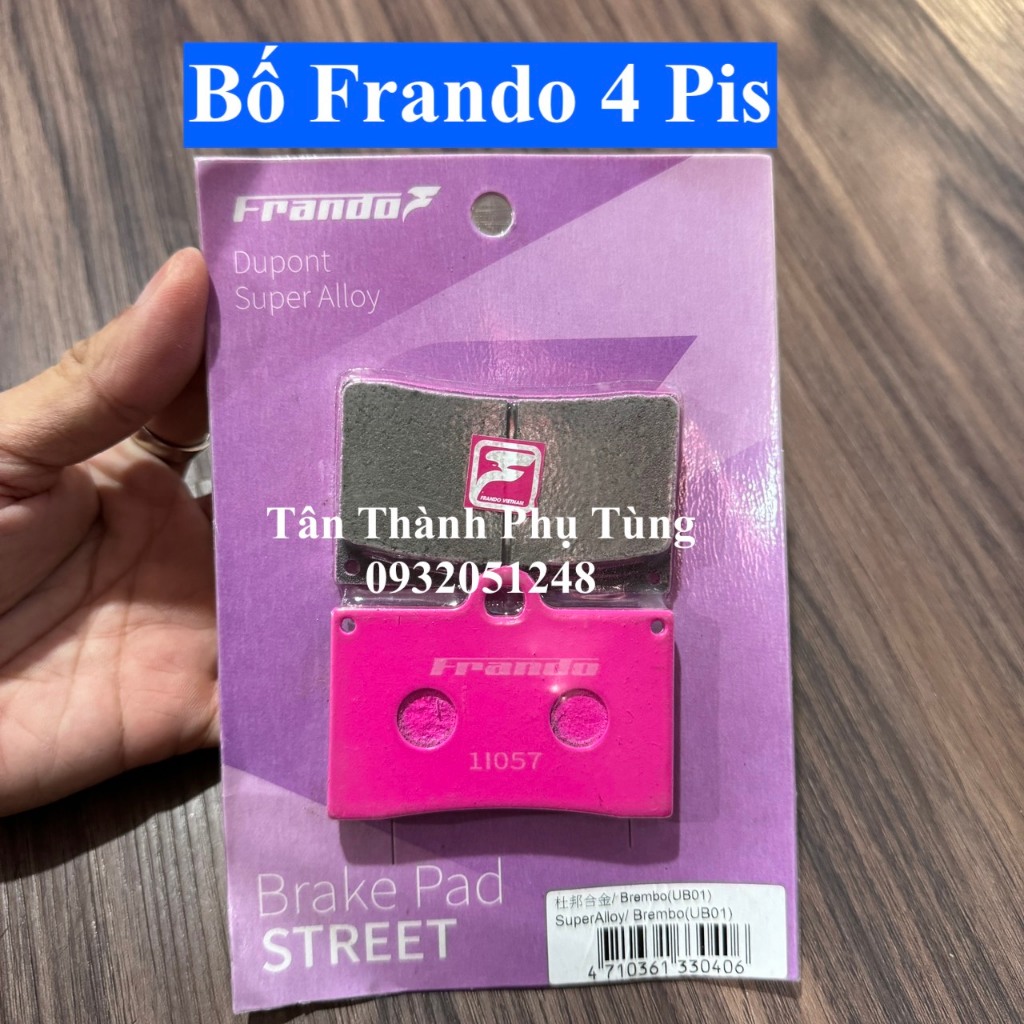 Bố Frando 4 Pis
Frando
Dupont
Super Alloy
FRANDO VIETNAM
Tân Thành Phụ Tùng
0932051248
Frando
1I057
Brake Pad
STREET
杜邦合金/ Brembo(UB01)
SuperAlloy/ Brembo(UB01)
4 710361 330406